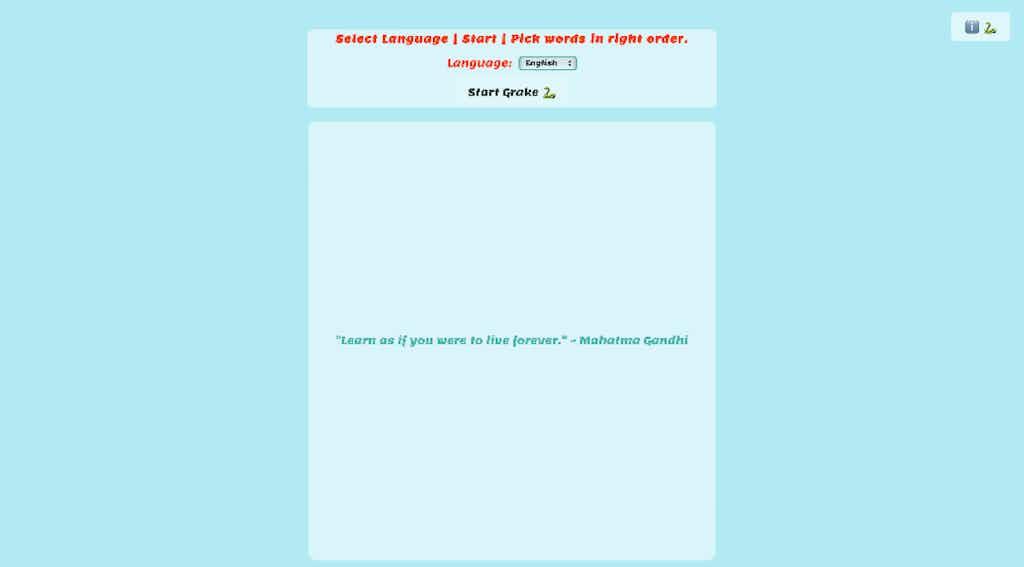 Select Language | Start | Pick words in right order.
Language: English
Start Grake
"Learn as if you were to live forever." - Mahatma Gandhi